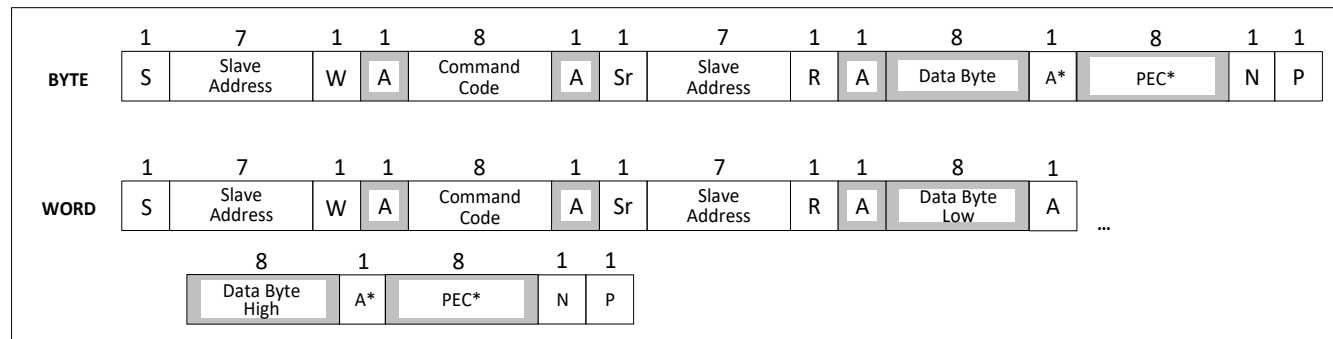 1 7 1 1 8 1 1 7 1 1 8 1 8 1 1
BYTE S Slave Address W A Command Code A Sr Slave Address R A Data Byte A* PEC* N P
1 7 1 1 8 1 1 7 1 1 8 1
WORD S Slave Address W A Command Code A Sr Slave Address R A Data Byte Low A ...
8 1 8 1 1
Data Byte High A* PEC* N P